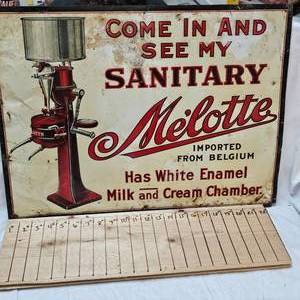 COME IN AND
SEE MY
SANITARY
Mélotte
IMPORTED
FROM BELGIUM
Has White Enamel
Milk and Cream Chamber.